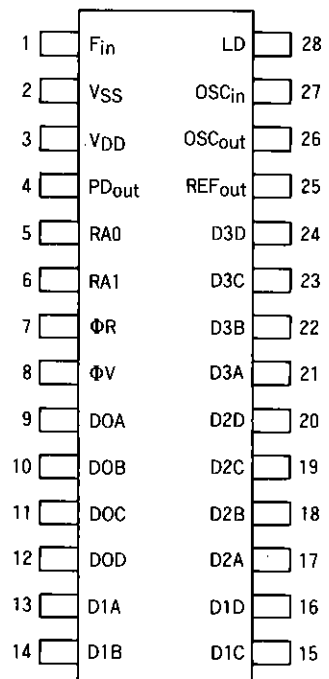 1 Fin LD 28
2 VSS OSCin 27
3 VDD OSCout 26
4 PDout REFout 25
5 RA0 D3D 24
6 RA1 D3C 23
7 ΦR D3B 22
8 ΦV D3A 21
9 DOA D2D 20
10 DOB D2C 19
11 DOC D2B 18
12 DOD D2A 17
13 D1A D1D 16
14 D1B D1C 15